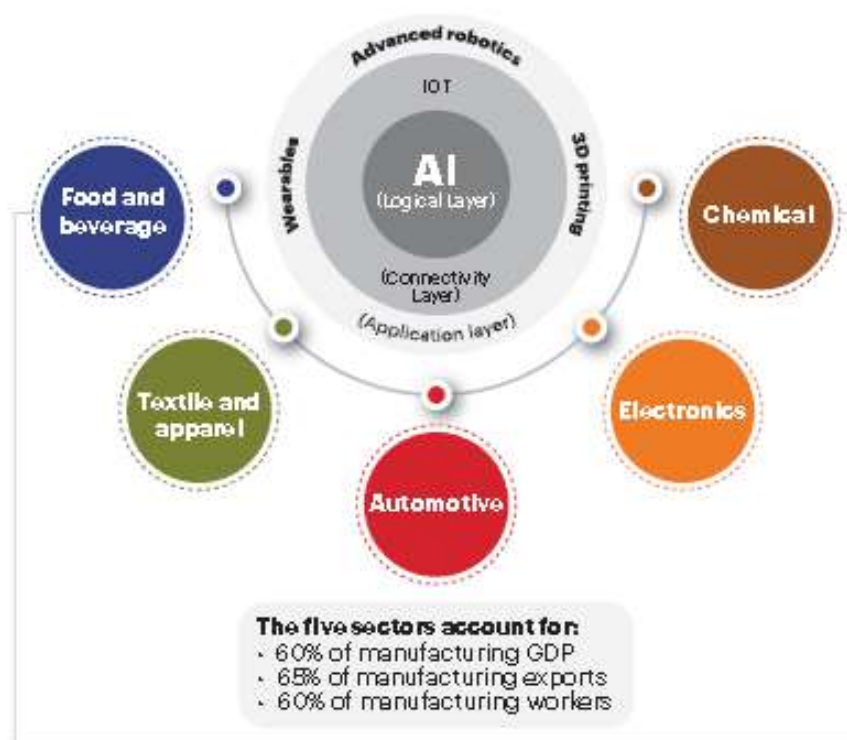 Advanced robotics
IOT
Wearables
3D printing
AI
(Logical Layer)
(Connectivity
Layer)
(Application layer)
Food and
beverage
Chemical
Textile and
apparel
Electronics
Automotive
The five sectors account for:
· 60% of manufacturing GDP
· 65% of manufacturing exports
· 60% of manufacturing workers